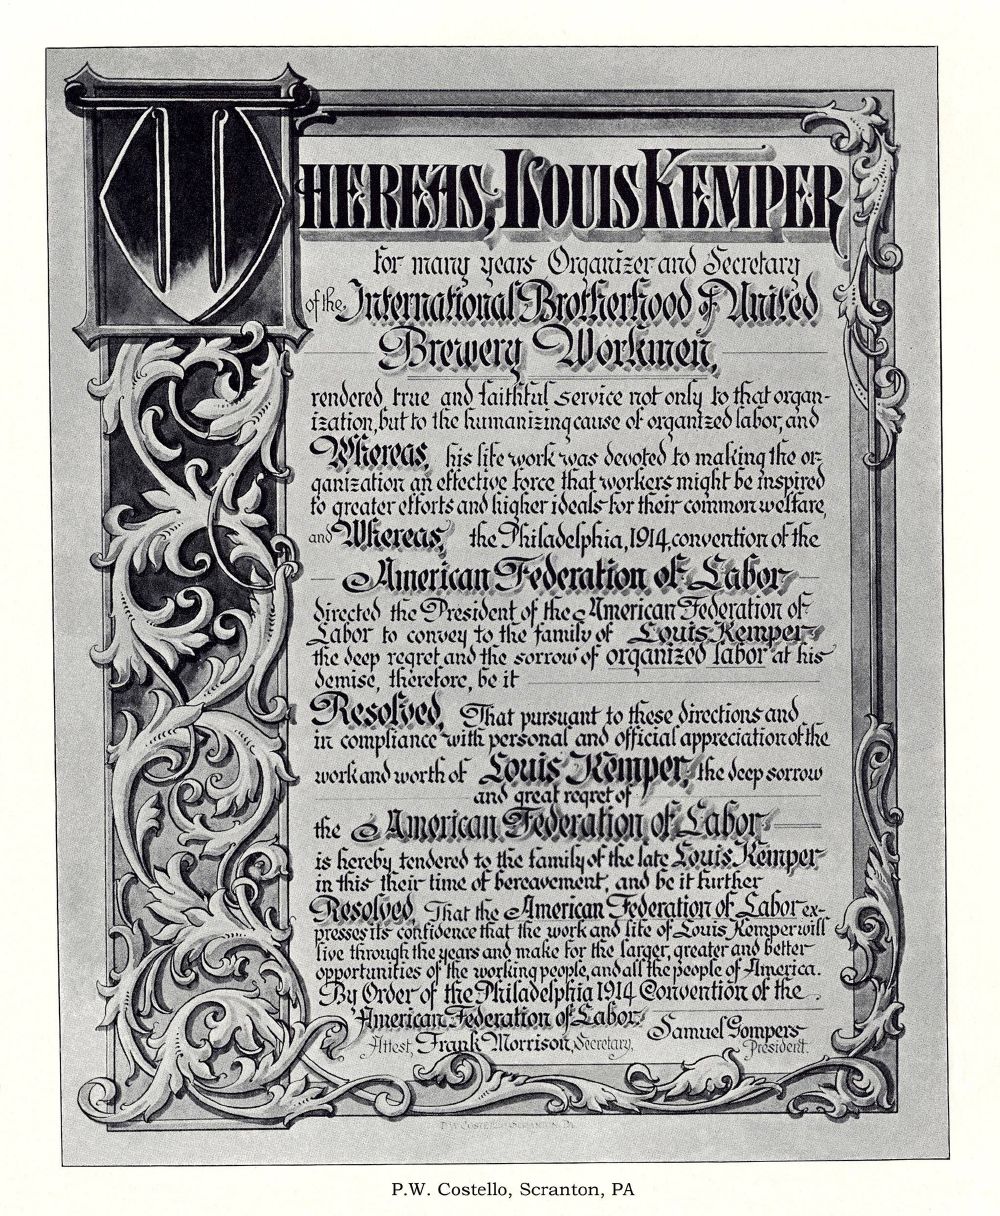 WHEREAS, LOUIS KEMPER
for many years Organizer and Secretary
of the International Brotherhood of United
Brewery Workmen,
rendered true and faithful service not only to that organ-
ization, but to the humanizing cause of organized labor, and
Whereas, his life work was devoted to making the or-
ganization an effective force that workers might be inspired
to greater efforts and higher ideals for their common welfare,
and Whereas, the Philadelphia, 1914, convention of the
American Federation of Labor
directed the President of the American Federation of
Labor to convey to the family of Louis Kemper
the deep regret and the sorrow of organized labor at his
demise, therefore, be it
Resolved, That pursuant to these directions and
in compliance with personal and official appreciation of the
work and worth of Louis Kemper, the deep sorrow
and great regret of
the American Federation of Labor
is hereby tendered to the family of the late Louis Kemper
in this their time of bereavement, and be it further
Resolved, That the American Federation of Labor ex-
presses its confidence that the work and life of Louis Kemper will
live through the years and make for the larger, greater and better
opportunities of the working people, and all the people of America.
By Order of the Philadelphia 1914 Convention of the
American Federation of Labor.
Samuel Gompers
Attest, Frank Morrison, Secretary. President.
P.W. COSTELLO SCRANTON, PA.
P.W. Costello, Scranton, PA